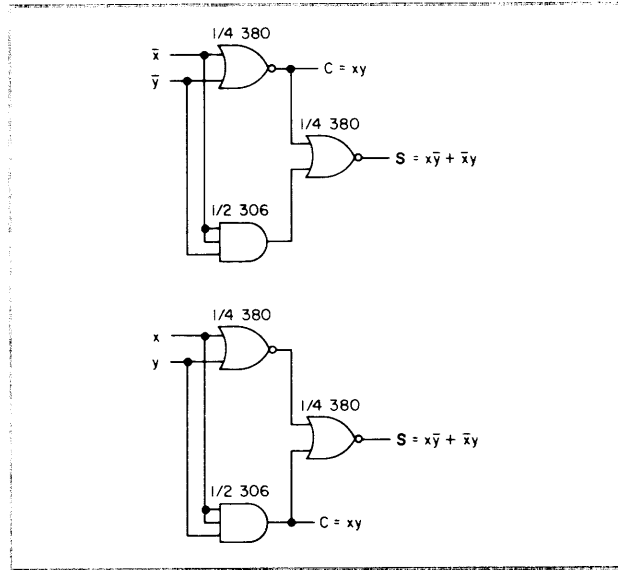 1/4 380
x̄
C = xy
ȳ
1/4 380
S = xȳ + x̄y
1/2 306
1/4 380
x
y
1/4 380
S = xȳ + x̄y
1/2 306
C = xy